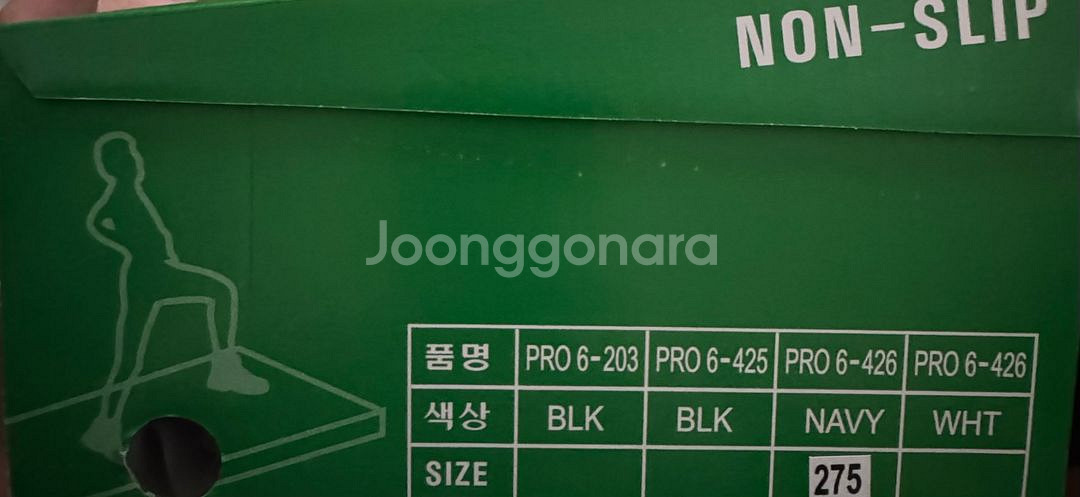 NON-SLIP
Joonggonara
품명 PRO 6-203 PRO 6-425 PRO 6-426 PRO 6-426
색상 BLK BLK NAVY WHT
SIZE 275